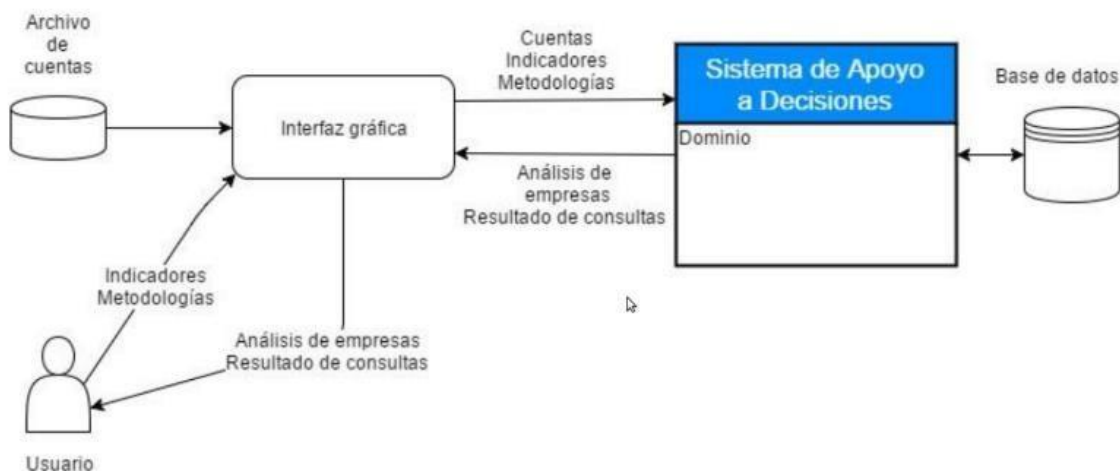 Archivo
de
cuentas
Interfaz gráfica
Cuentas
Indicadores
Metodologías
Sistema de Apoyo
a Decisiones
Dominio
Base de datos
Análisis de
empresas
Resultado de consultas
Indicadores
Metodologías
Análisis de empresas
Resultado de consultas
Usuario